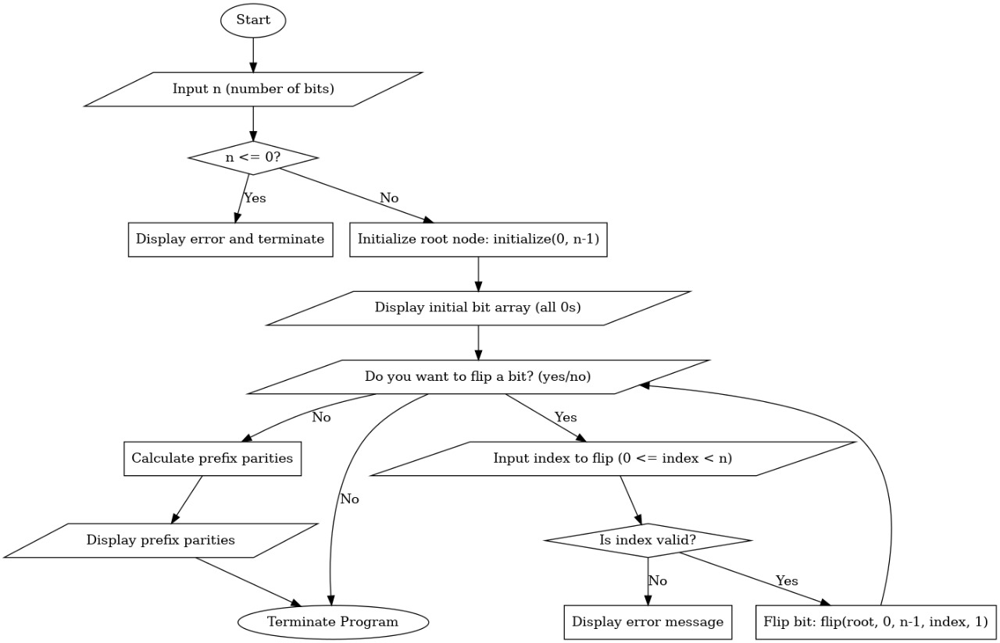 Start
Input n (number of bits)
n <= 0?
Yes
No
Display error and terminate
Initialize root node: initialize(0, n-1)
Display initial bit array (all 0s)
Do you want to flip a bit? (yes/no)
No
Yes
Calculate prefix parities
Input index to flip (0 <= index < n)
No
Display prefix parities
Is index valid?
No
Yes
Terminate Program
Display error message
Flip bit: flip(root, 0, n-1, index, 1)